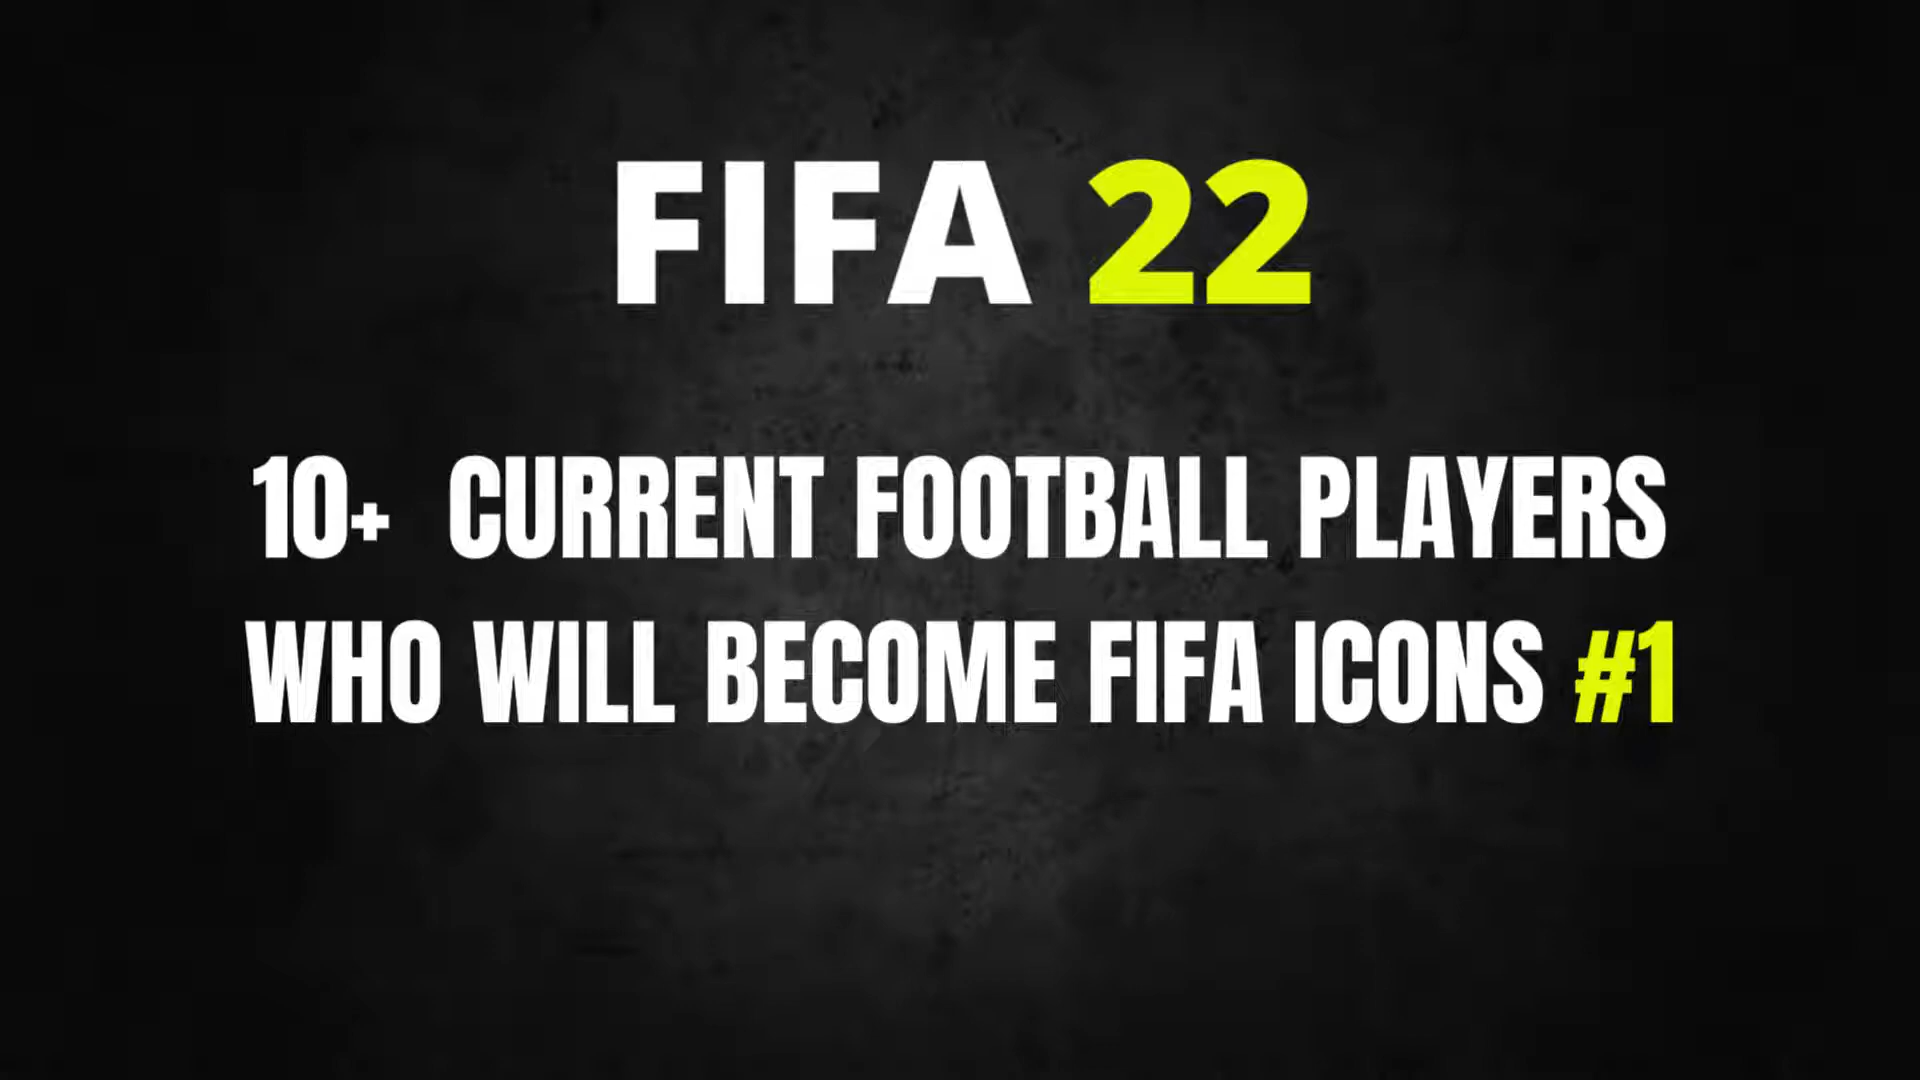 FIFA 22
10+ CURRENT FOOTBALL PLAYERS
WHO WILL BECOME FIFA ICONS #1